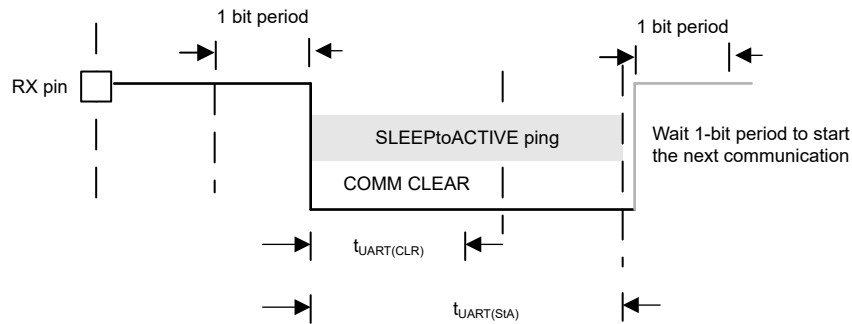 1 bit period
1 bit period
RX pin
SLEEPtoACTIVE ping
Wait 1-bit period to start
the next communication
COMM CLEAR
tUART(CLR)
tUART(StA)